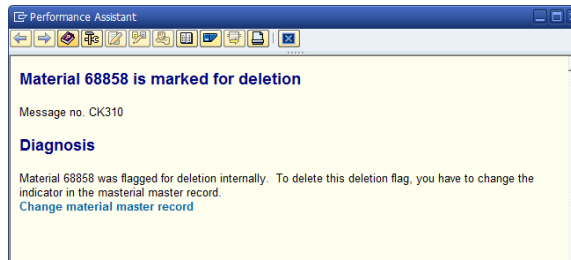 Performance Assistant
Material 68858 is marked for deletion
Message no. CK310
Diagnosis
Material 68858 was flagged for deletion internally.  To delete this deletion flag, you have to change the
indicator in the masterial master record.
Change material master record